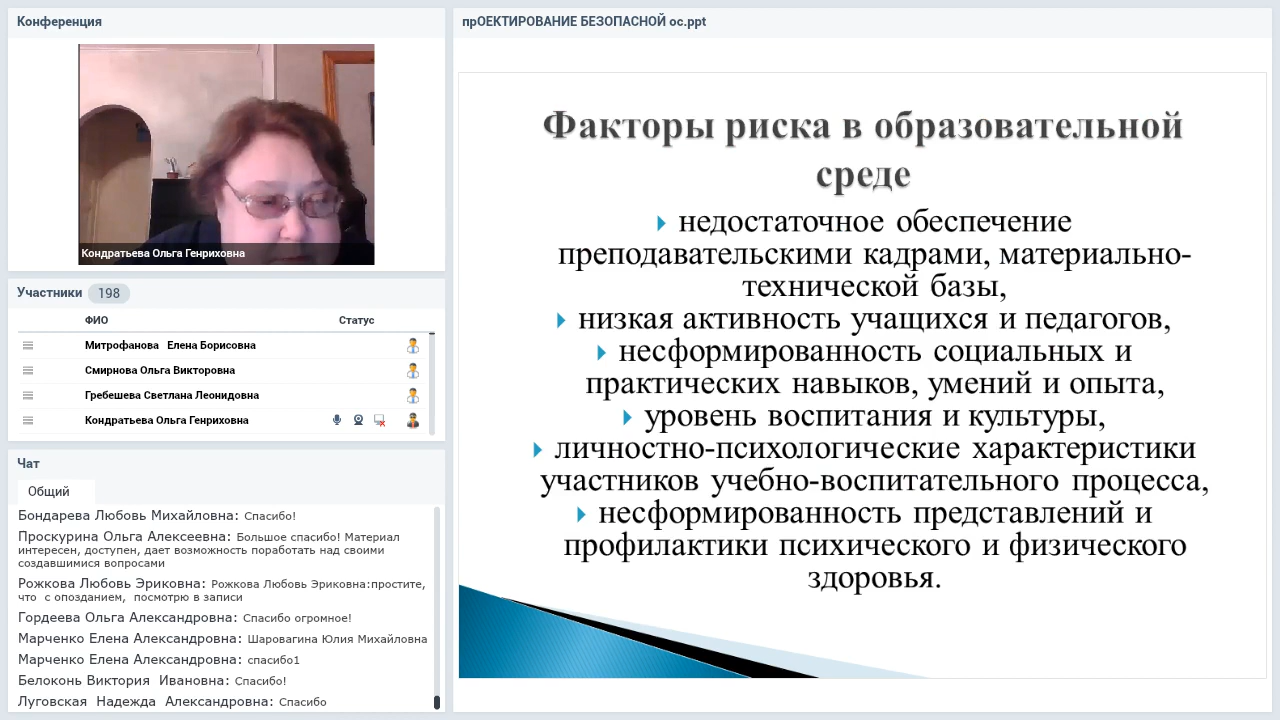 Конференция
Кондратьева Ольга Генриховна
Участники 198
ФИО Статус
Митрофанова Елена Борисовна
Смирнова Ольга Викторовна
Гребешева Светлана Леонидовна
Кондратьева Ольга Генриховна
Чат
Общий
Бондарева Любовь Михайловна: Спасибо!
Проскурина Ольга Алексеевна: Большое спасибо! Материал
интересен, доступен, дает возможность поработать над своими
создавшимися вопросами
Рожкова Любовь Эриковна: Рожкова Любовь Эриковна:простите,
что с опозданием, посмотрю в записи
Гордеева Ольга Александровна: Спасибо огромное!
Марченко Елена Александровна: Шаровагина Юлия Михайловна
Марченко Елена Александровна: спасибо1
Белоконь Виктория Ивановна: Спасибо!
Луговская Надежда Александровна: Спасибо
прОЕКТИРОВАНИЕ БЕЗОПАСНОЙ ос.ppt
Факторы риска в образовательной
среде
недостаточное обеспечение
преподавательскими кадрами, материально-
технической базы,
низкая активность учащихся и педагогов,
несформированность социальных и
практических навыков, умений и опыта,
уровень воспитания и культуры,
личностно-психологические характеристики
участников учебно-воспитательного процесса,
несформированность представлений и
профилактики психического и физического
здоровья.